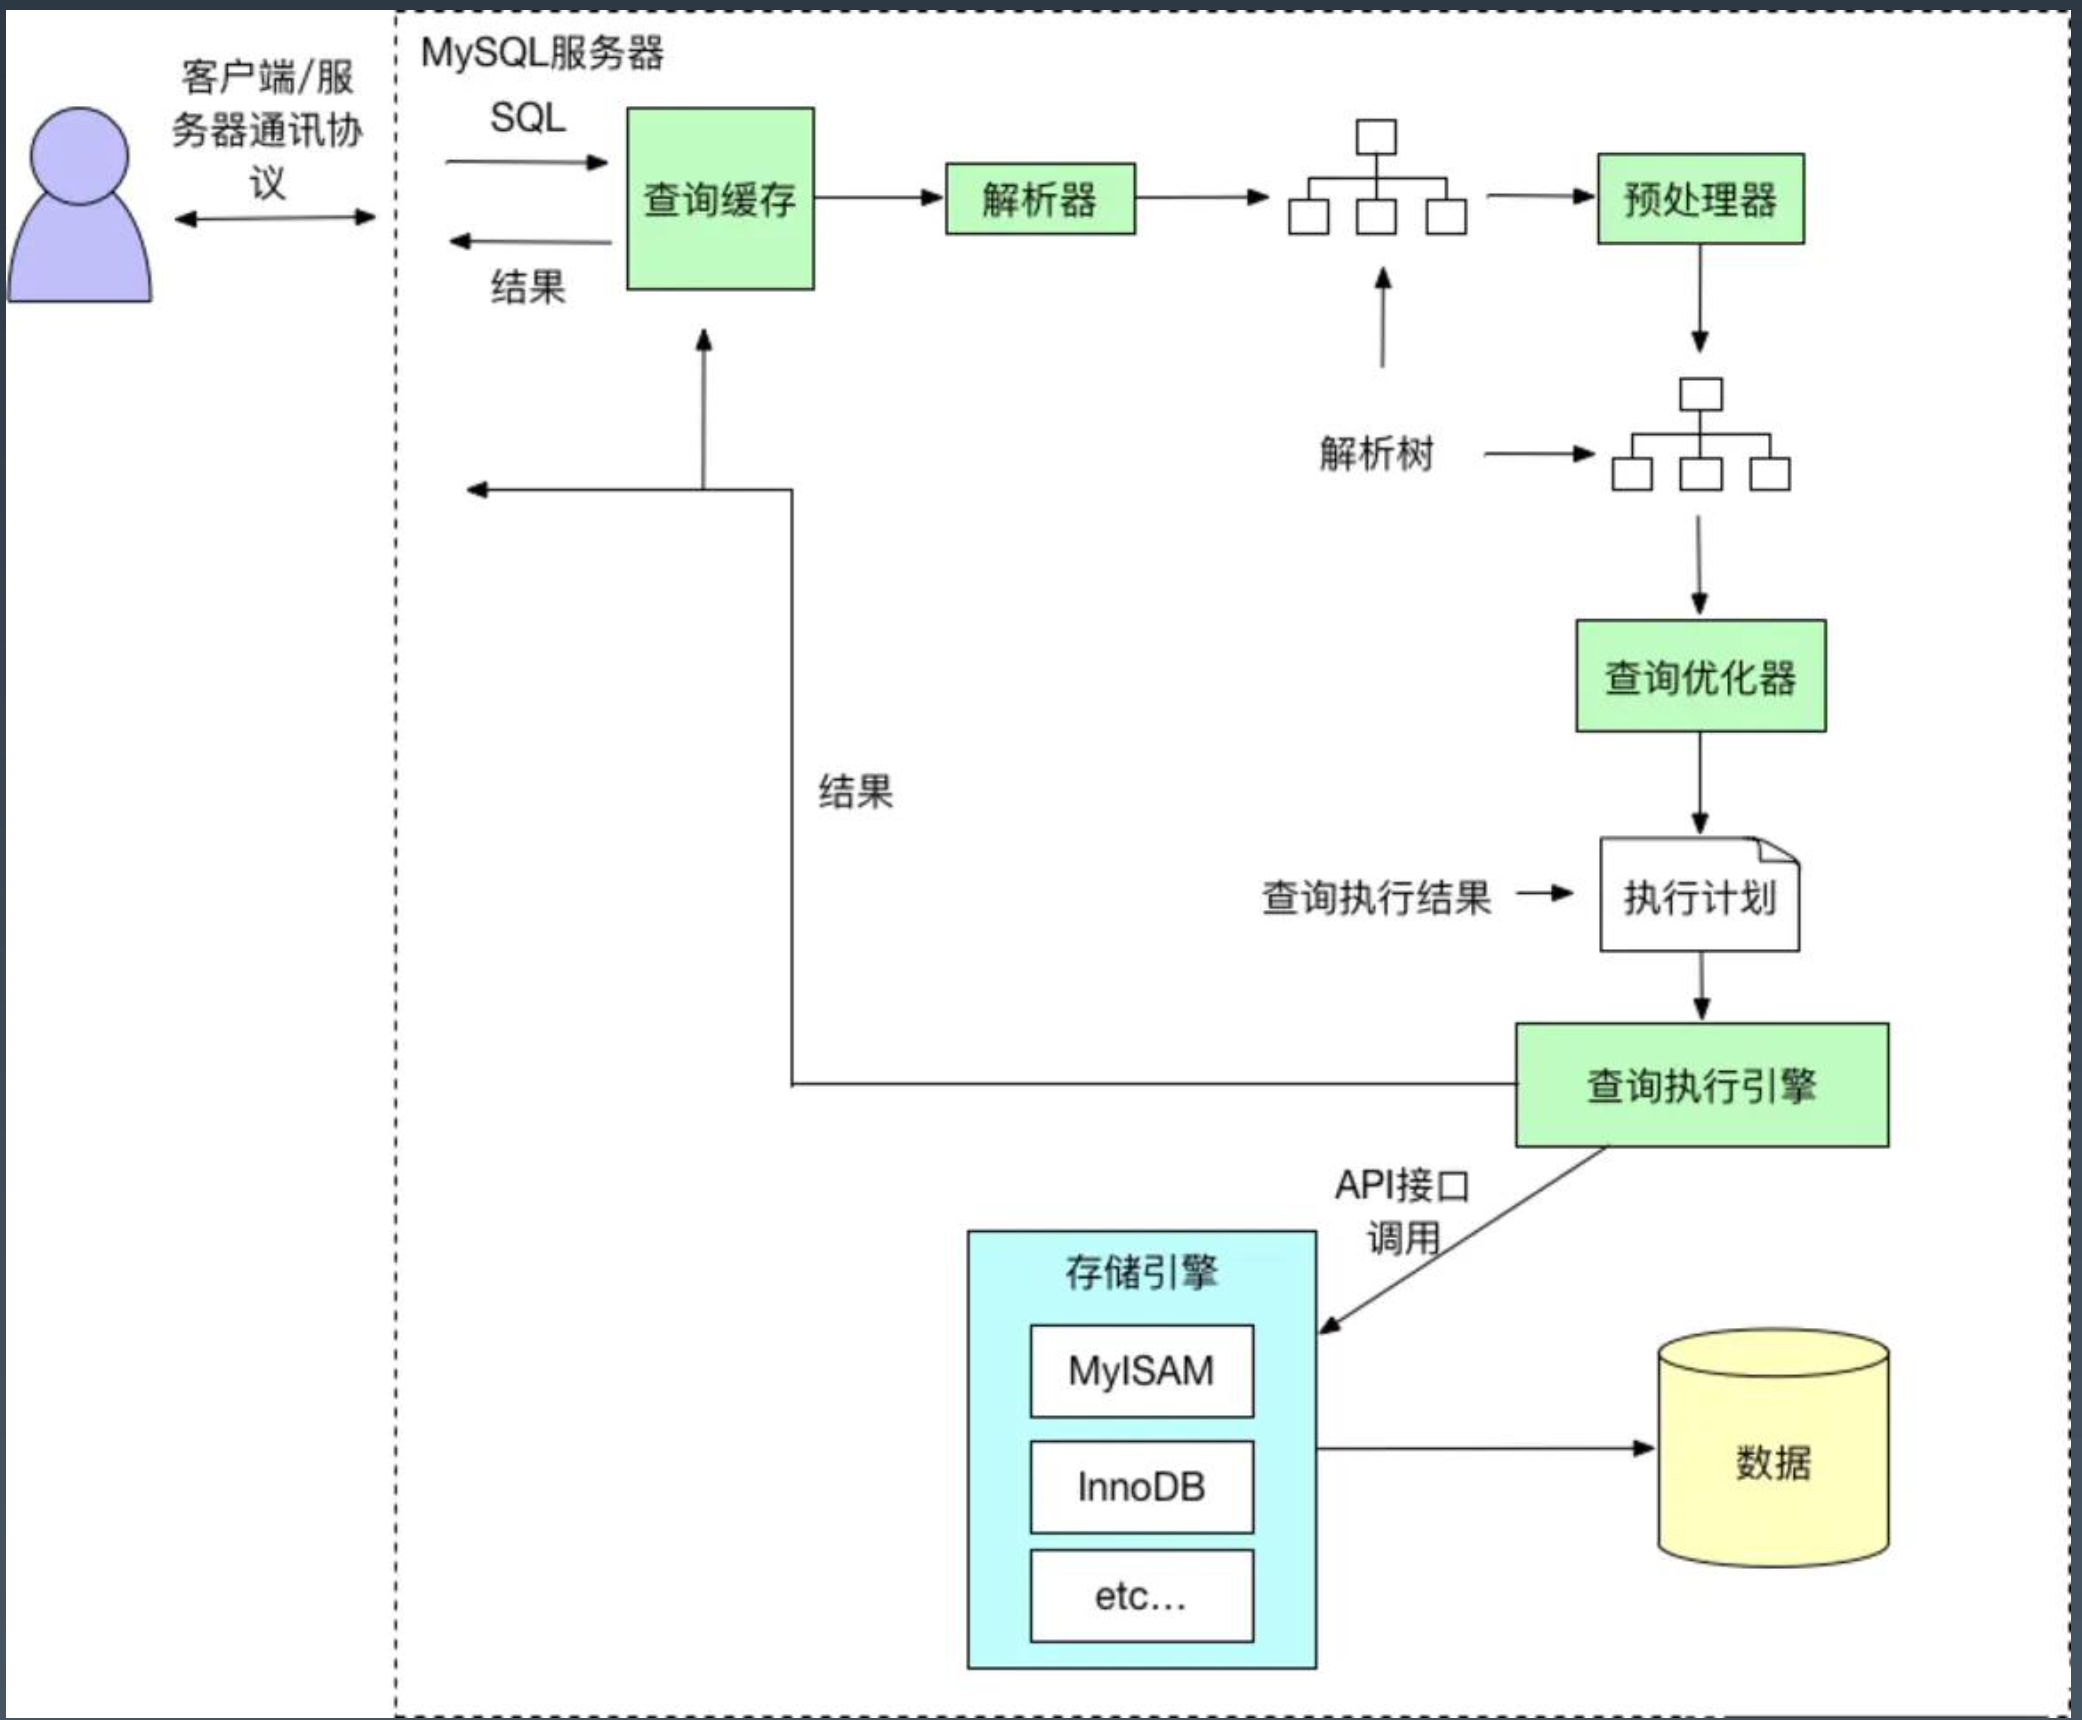 MySQL服务器
客户端/服
务器通讯协
议
SQL
结果
查询缓存
解析器
预处理器
解析树
查询优化器
结果
查询执行结果
执行计划
查询执行引擎
API接口
调用
存储引擎
MyISAM
InnoDB
etc...
数据